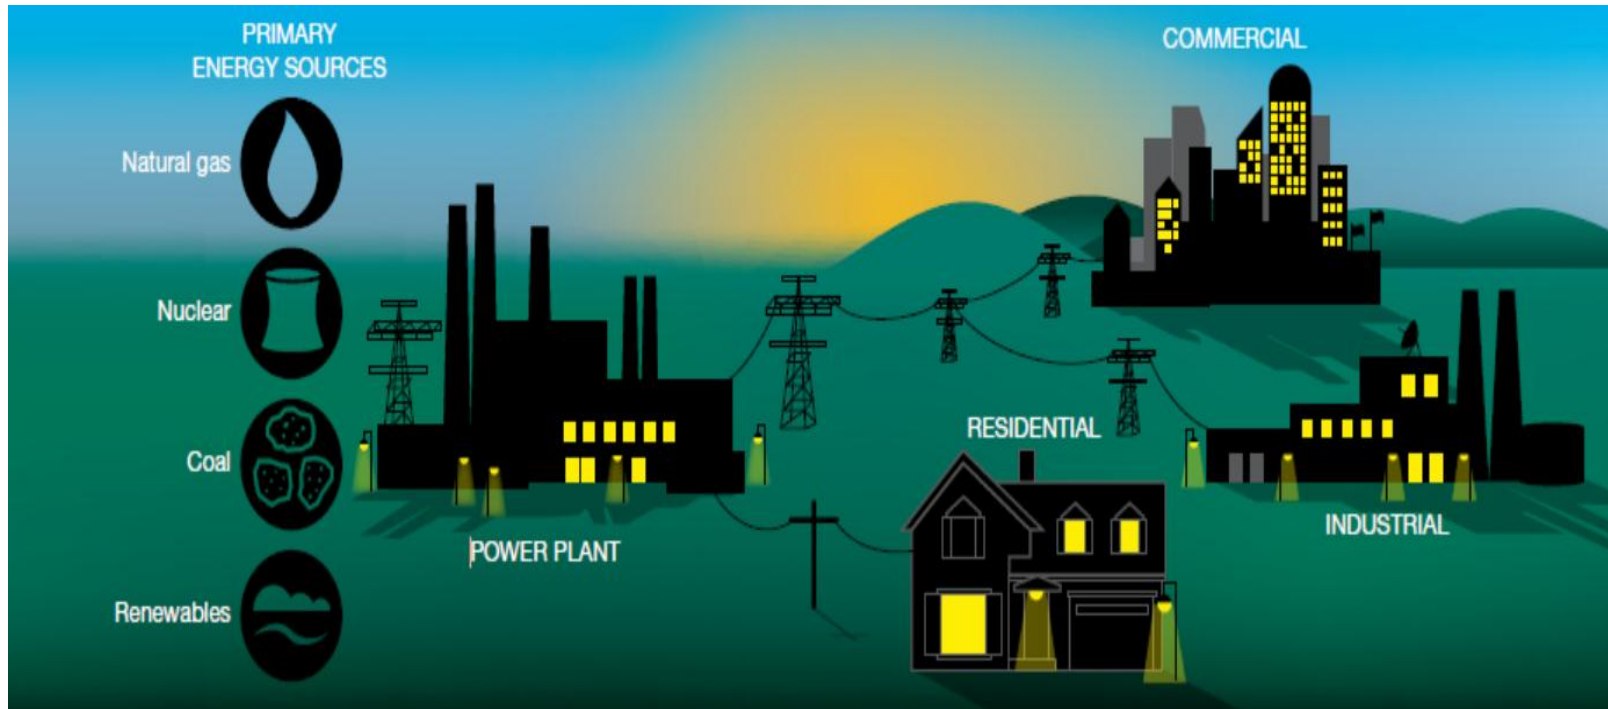 PRIMARY
ENERGY SOURCES
Natural gas
Nuclear
Coal
Renewables
POWER PLANT
COMMERCIAL
RESIDENTIAL
INDUSTRIAL